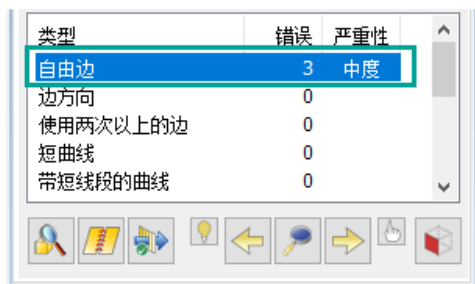 类型 错误 严重性
自由边 3 中度
边方向 0
使用两次以上的边 0
短曲线 0
带短线段的曲线 0